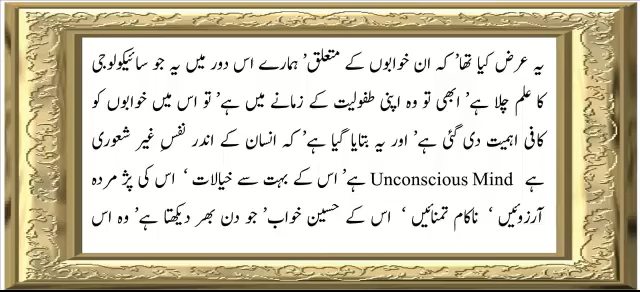 یہ عرض کیا تھا’ کہ ان خوابوں کے متعلق’ ہمارے اس دور میں یہ جو سائیکولوجی
کا علم چلا ہے’ ابھی تو وہ اپنی طفولیت کے زمانے میں ہے’ تو اس میں خوابوں کو
کافی اہمیت دی گئی ہے’ اور یہ بتایا گیا ہے’ کہ انسان کے اندر نفسِ غیر شعوری
ہے Unconscious Mind ہے’ اس کے بہت سے خیالات ‘ اس کی پژ مردہ
آرزوئیں ‘ ناکام تمنائیں ‘ اس کے حسین خواب’ جو دن بھر دیکھتا ہے’ وہ اس